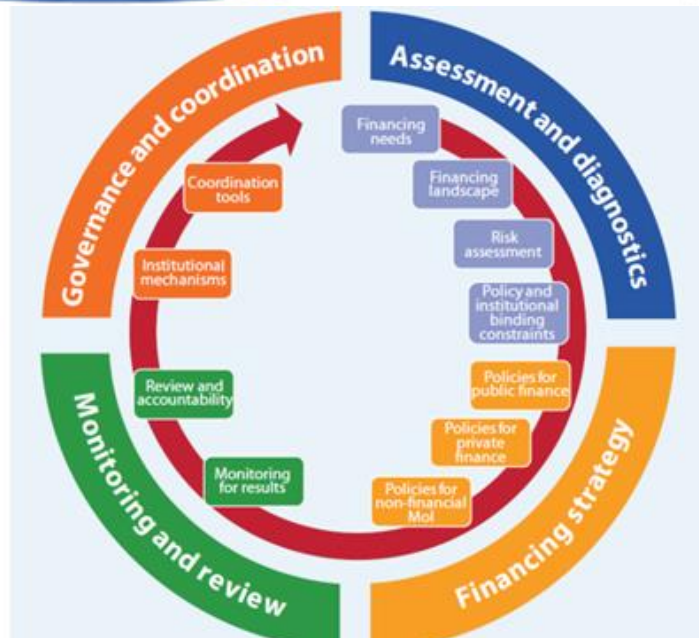 Governance and coordination
Assessment and diagnostics
Financing
needs
Financing
landscape
Risk
assessment
Policy and
institutional
binding
constraints
Policies for
public finance
Policies for
private
finance
Policies for
non-financial
MoI
Monitoring
for results
Review and
accountability
Institutional
mechanisms
Coordination
tools
Monitoring and review
Financing strategy